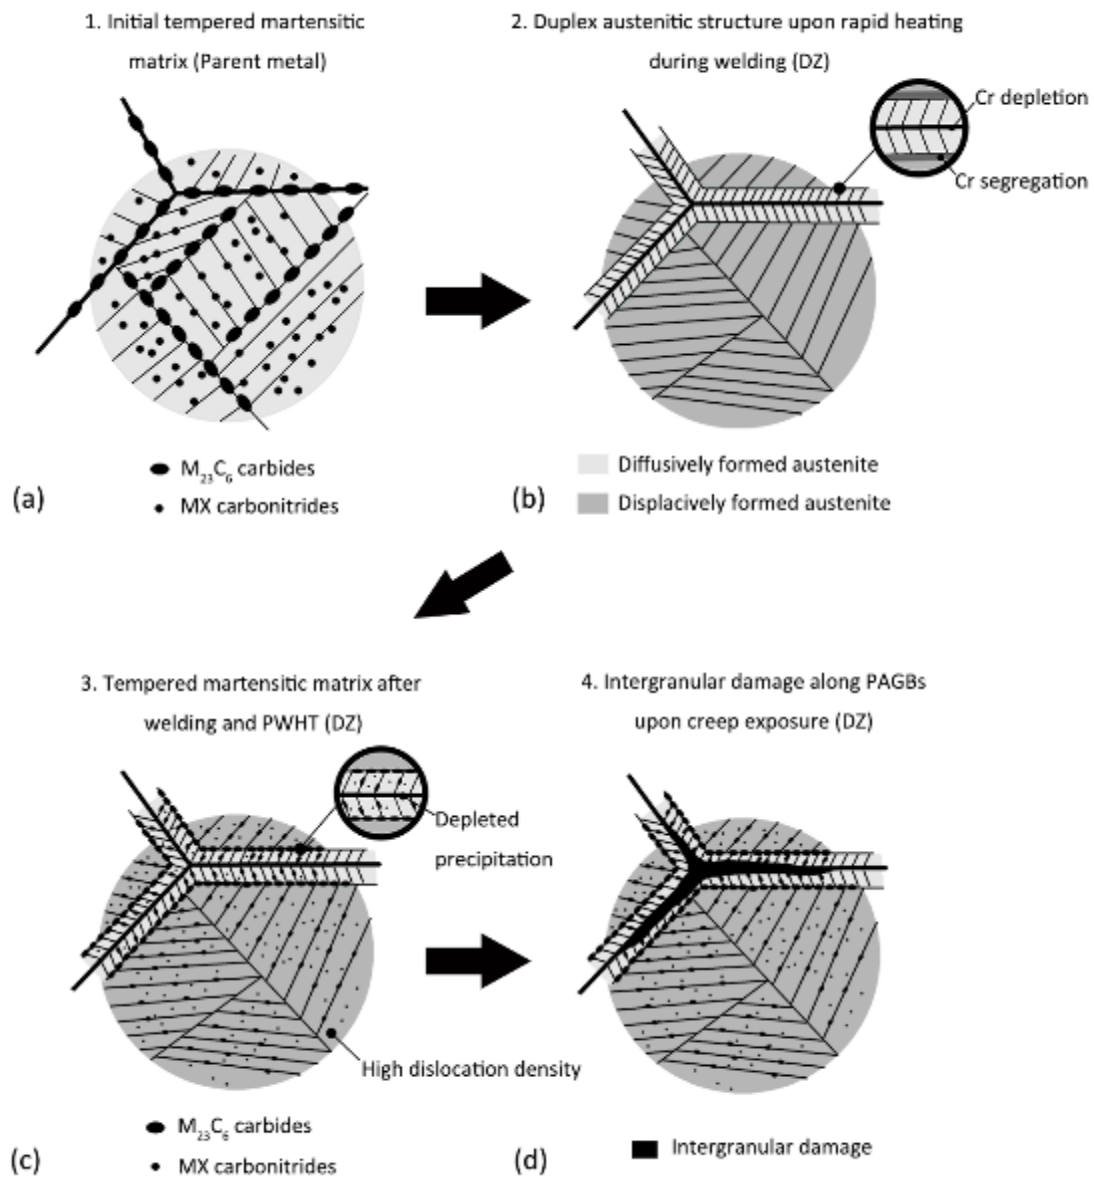 1. Initial tempered martensitic
matrix (Parent metal)
2. Duplex austenitic structure upon rapid heating
during welding (DZ)
Cr depletion
Cr segregation
M23C6 carbides
MX carbonitrides
(a)
Diffusively formed austenite
Displacively formed austenite
(b)
3. Tempered martensitic matrix after
welding and PWHT (DZ)
Depleted
precipitation
High dislocation density
M23C6 carbides
MX carbonitrides
(c)
4. Intergranular damage along PAGBs
upon creep exposure (DZ)
Intergranular damage
(d)